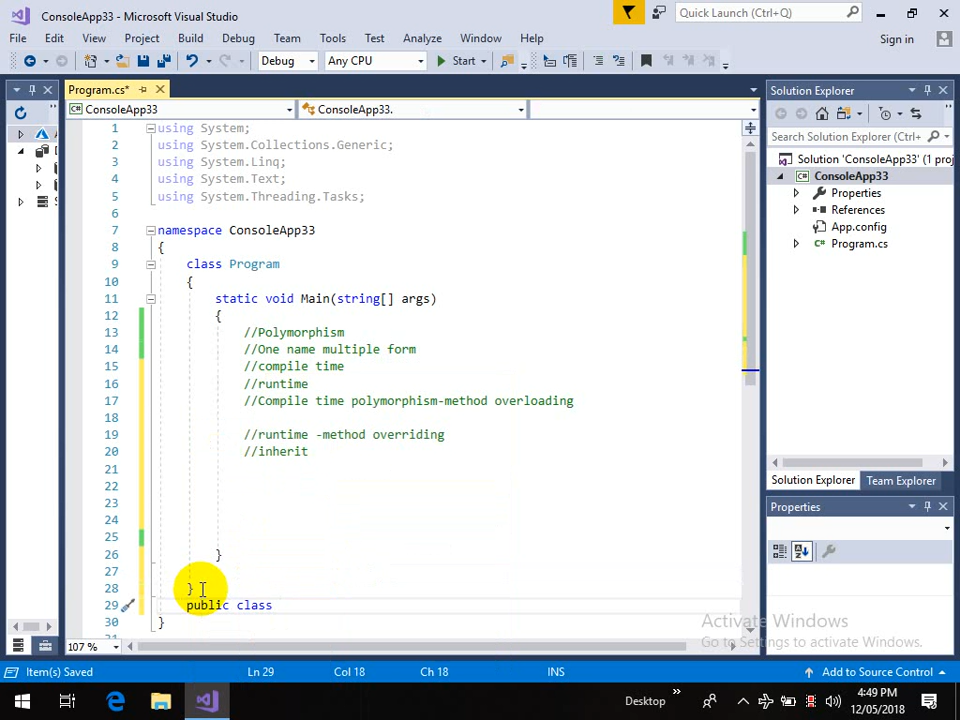 ConsoleApp33 - Microsoft Visual Studio
Quick Launch (Ctrl+Q)
File Edit View Project Build Debug Team Tools Test Analyze Window Help
Sign in
Debug Any CPU Start
Program.cs*
ConsoleApp33 ConsoleApp33.
1 using System;
2 using System.Collections.Generic;
3 using System.Linq;
4 using System.Text;
5 using System.Threading.Tasks;
6
7 namespace ConsoleApp33
8 {
9 class Program
10 {
11 static void Main(string[] args)
12 {
13 //Polymorphism
14 //One name multiple form
15 //compile time
16 //runtime
17 //Compile time polymorphism-method overloading
18
19 //runtime -method overriding
20 //inherit
21
22
23
24
25
26 }
27
28 }
29 public class
30 }
107 %
Solution Explorer
Search Solution Explorer (Ctrl+
Solution 'ConsoleApp33' (1 proj
ConsoleApp33
Properties
References
App.config
Program.cs
Solution Explorer Team Explorer
Properties
Activate Windows
Go to Settings to activate Windows.
Item(s) Saved Ln 29 Col 18 Ch 18 INS Add to Source Control
Desktop
4:49 PM
12/05/2018